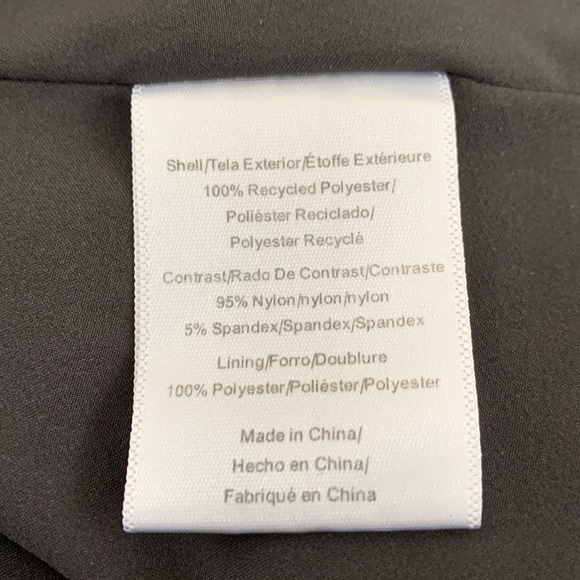 Shell/Tela Exterior/Étoffe Extérieure
100% Recycled Polyester/
Poliéster Reciclado/
Polyester Recyclé
Contrast/Rado De Contrast/Contraste
95% Nylon/nylon/nylon
5% Spandex/Spandex/Spandex
Lining/Forro/Doublure
100% Polyester/Poliéster/Polyester
Made in China/
Hecho en China/
Fabriqué en China